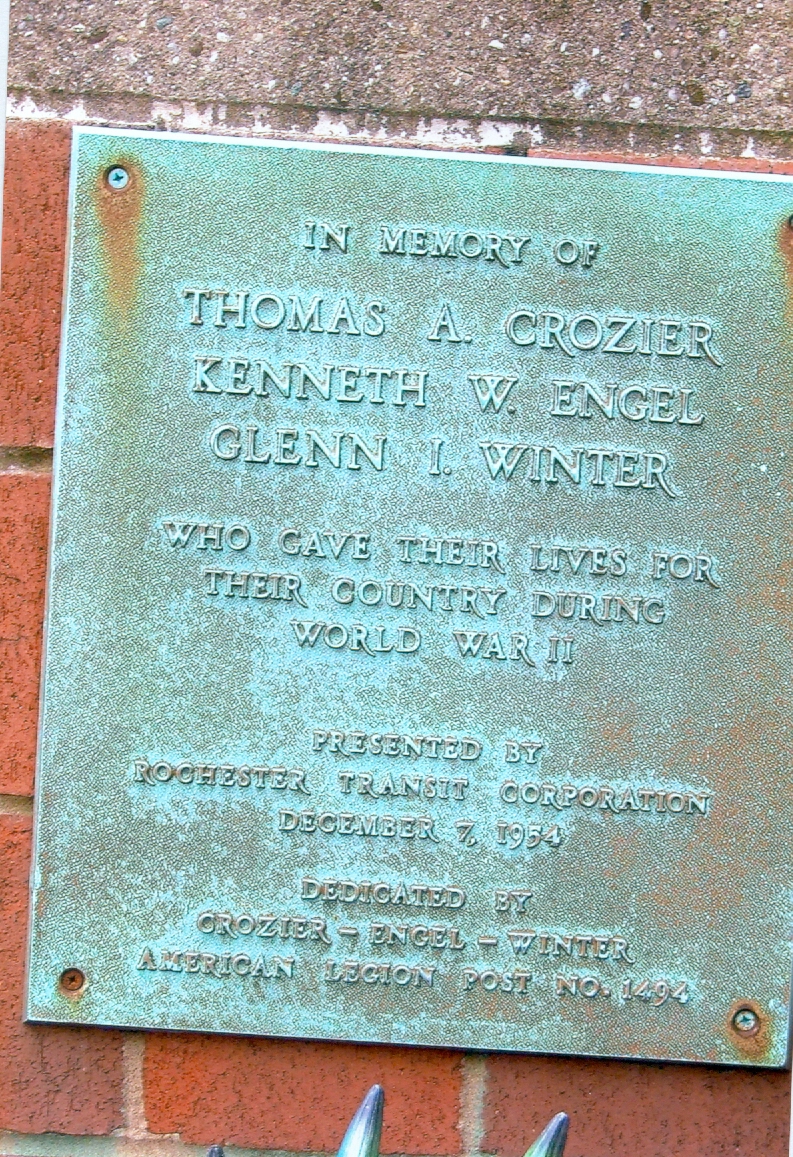 IN MEMORY OF
THOMAS A. CROZIER
KENNETH W. ENGEL
GLENN I. WINTER
WHO GAVE THEIR LIVES FOR
THEIR COUNTRY DURING
WORLD WAR II
PRESENTED BY
ROCHESTER TRANSIT CORPORATION
DECEMBER 7, 1954
DEDICATED BY
CROZIER – ENGEL – WINTER
AMERICAN LEGION POST NO. 1494